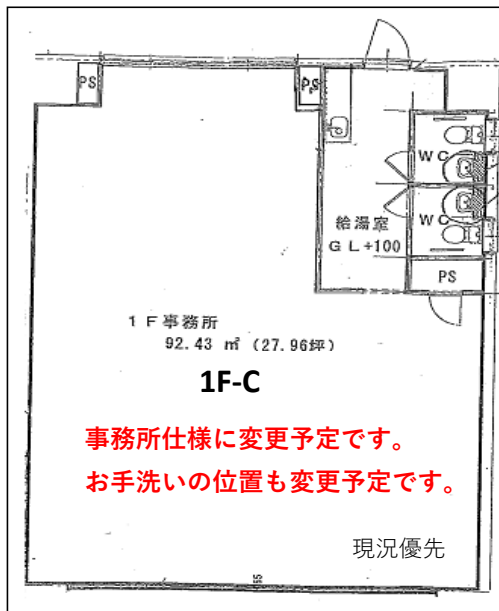 PS
PS
WC
WC
給湯室
GL+100
PS
1F事務所
92.43 ㎡ (27.96坪)
1F-C
事務所仕様に変更予定です。
お手洗いの位置も変更予定です。
現況優先